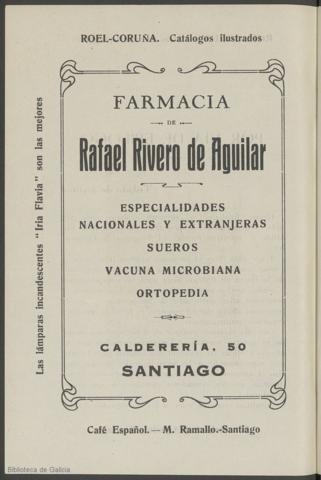 ROEL-CORUÑA. Catálogos ilustrados
Las lámparas incandescentes "Iria Flavia" son las mejores
FARMACIA
DE
Rafael Rivero de Aguilar
ESPECIALIDADES
NACIONALES Y EXTRANJERAS
SUEROS
VACUNA MICROBIANA
ORTOPEDIA
CALDERERÍA, 50
SANTIAGO
Café Español.—M. Ramallo.-Santiago
Biblioteca de Galicia